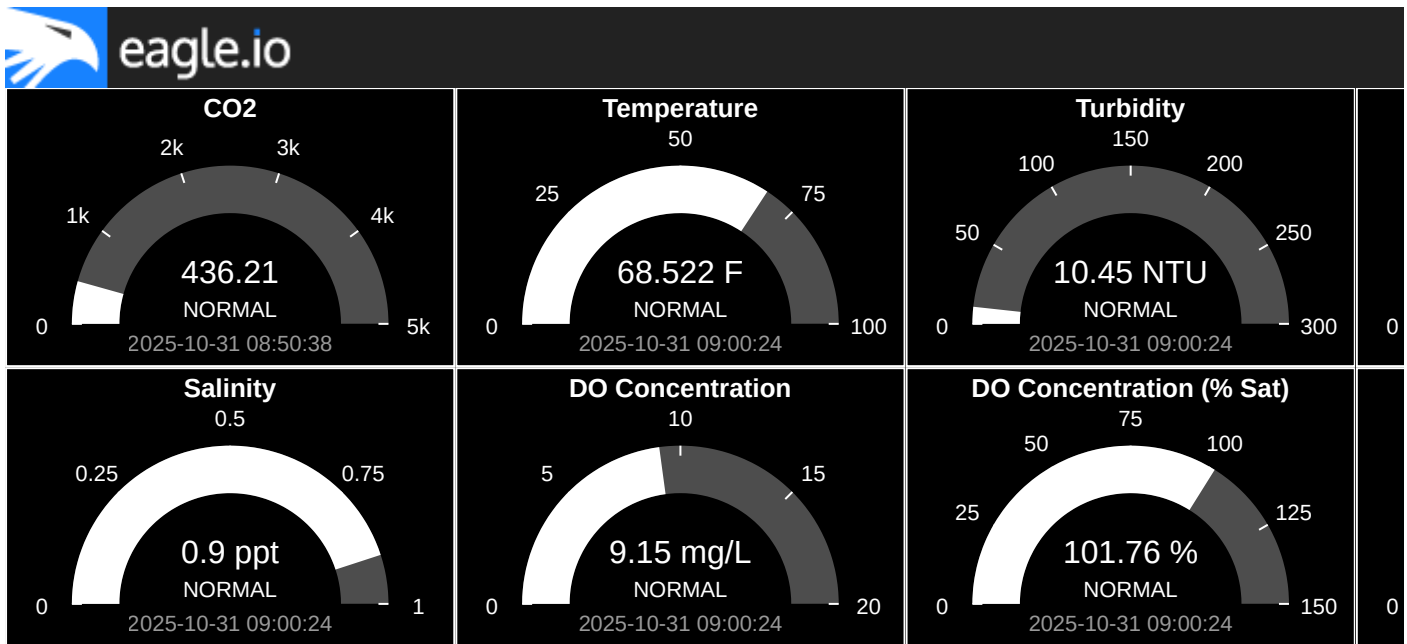 eagle.io
CO2
2k
3k
1k
4k
436.21
NORMAL
0
5k
2025-10-31 08:50:38
Temperature
50
25
75
68.522 F
NORMAL
0
100
2025-10-31 09:00:24
Turbidity
150
100
200
50
250
10.45 NTU
NORMAL
0
300
2025-10-31 09:00:24
0
Salinity
0.5
0.25
0.75
0.9 ppt
NORMAL
0
1
2025-10-31 09:00:24
DO Concentration
10
5
15
9.15 mg/L
NORMAL
0
20
2025-10-31 09:00:24
DO Concentration (% Sat)
75
50
100
25
125
101.76 %
NORMAL
0
150
2025-10-31 09:00:24
0